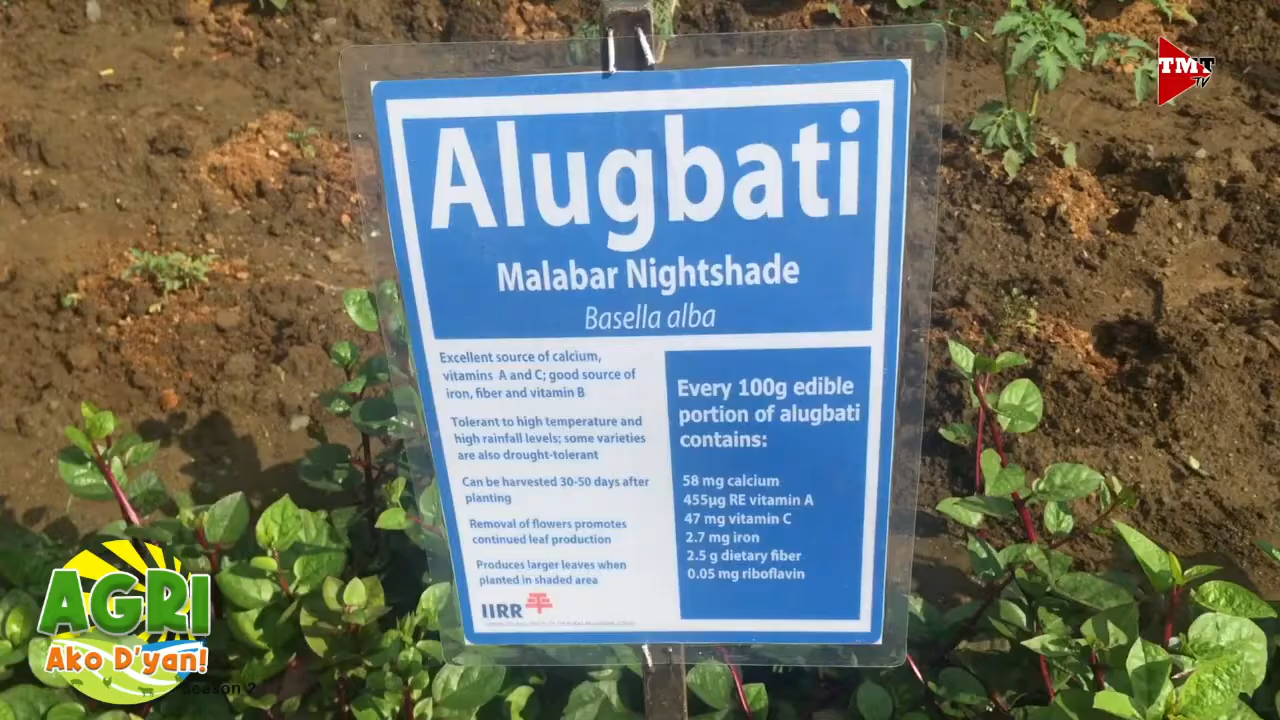 TMT
TV
Alugbati
Malabar Nightshade
Basella alba
Excellent source of calcium,
vitamins A and C; good source of
iron, fiber and vitamin B
Tolerant to high temperature and
high rainfall levels; some varieties
are also drought-tolerant
Can be harvested 30-50 days after
planting
Removal of flowers promotes
continued leaf production
Produces larger leaves when
planted in shaded area
IIRR
Every 100g edible
portion of alugbati
contains:
58 mg calcium
455µg RE vitamin A
47 mg vitamin C
2.7 mg iron
2.5 g dietary fiber
0.05 mg riboflavin
AGRI
Ako D'yan!
Season 2